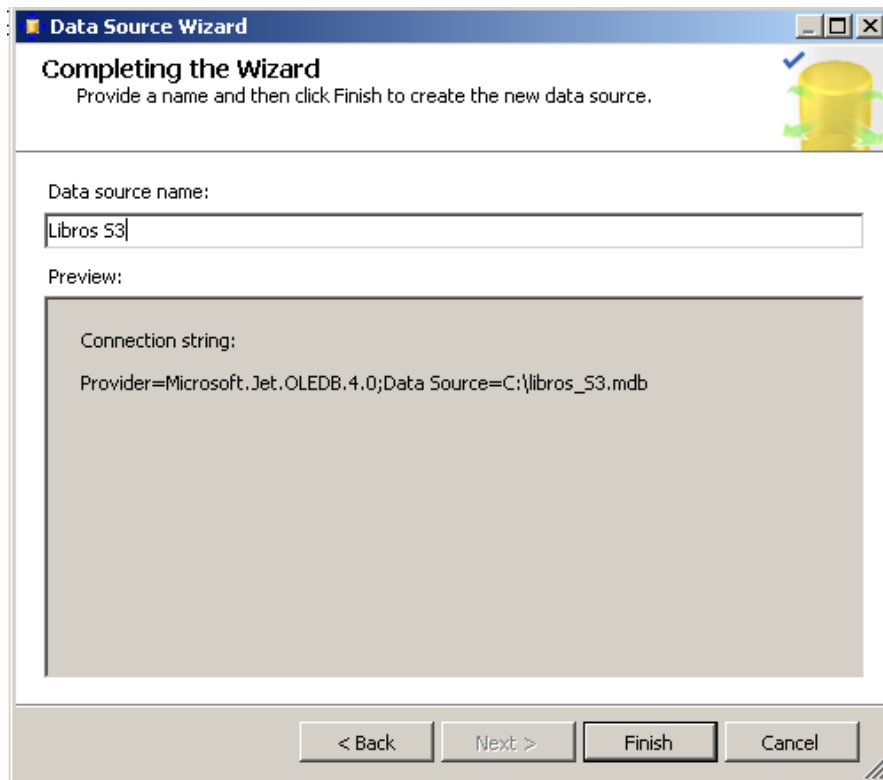 Data Source Wizard
Completing the Wizard
Provide a name and then click Finish to create the new data source.
Data source name:
Libros S3
Preview:
Connection string:
Provider=Microsoft.Jet.OLEDB.4.0;Data Source=C:\libros_S3.mdb
< Back
Next >
Finish
Cancel